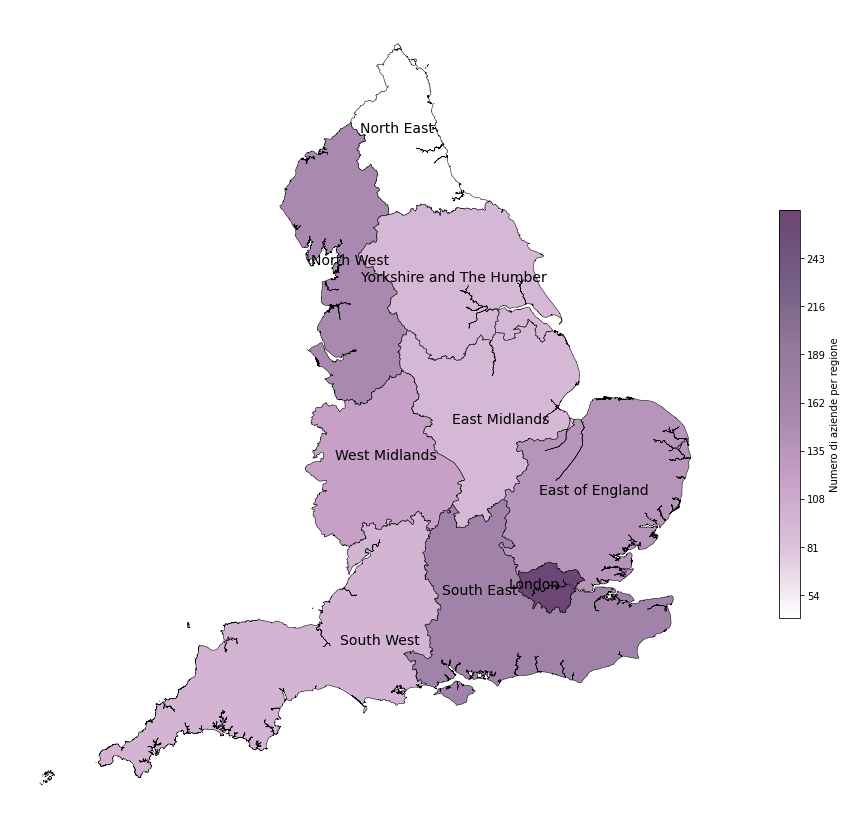 North East
North West
Yorkshire and The Humber
East Midlands
West Midlands
East of England
London
South East
South West
243
216
189
162
135
108
81
54
Numero di aziende per regione